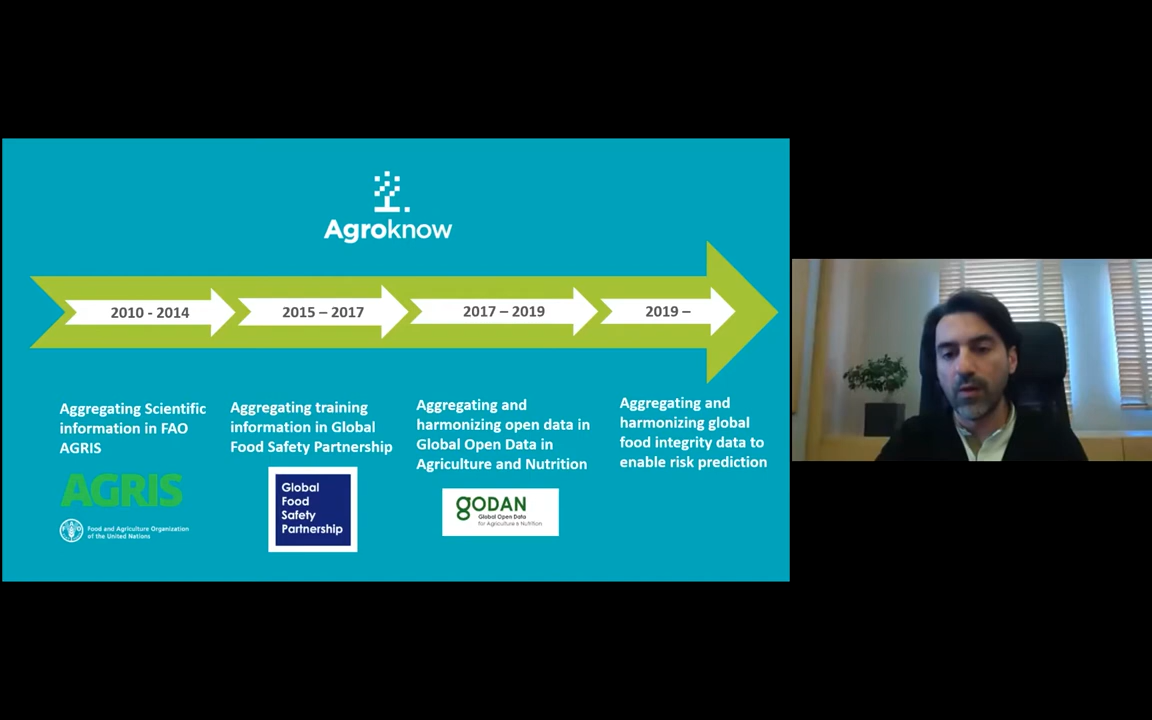 Agroknow
2010 - 2014
2015 – 2017
2017 – 2019
2019 –
Aggregating Scientific
information in FAO
AGRIS
AGRIS
Food and Agriculture Organization
of the United Nations
Aggregating training
information in Global
Food Safety Partnership
Global
Food
Safety
Partnership
Aggregating and
harmonizing open data in
Global Open Data in
Agriculture and Nutrition
gODAN
Global Open Data
for Agriculture & Nutrition
Aggregating and
harmonizing global
food integrity data to
enable risk prediction